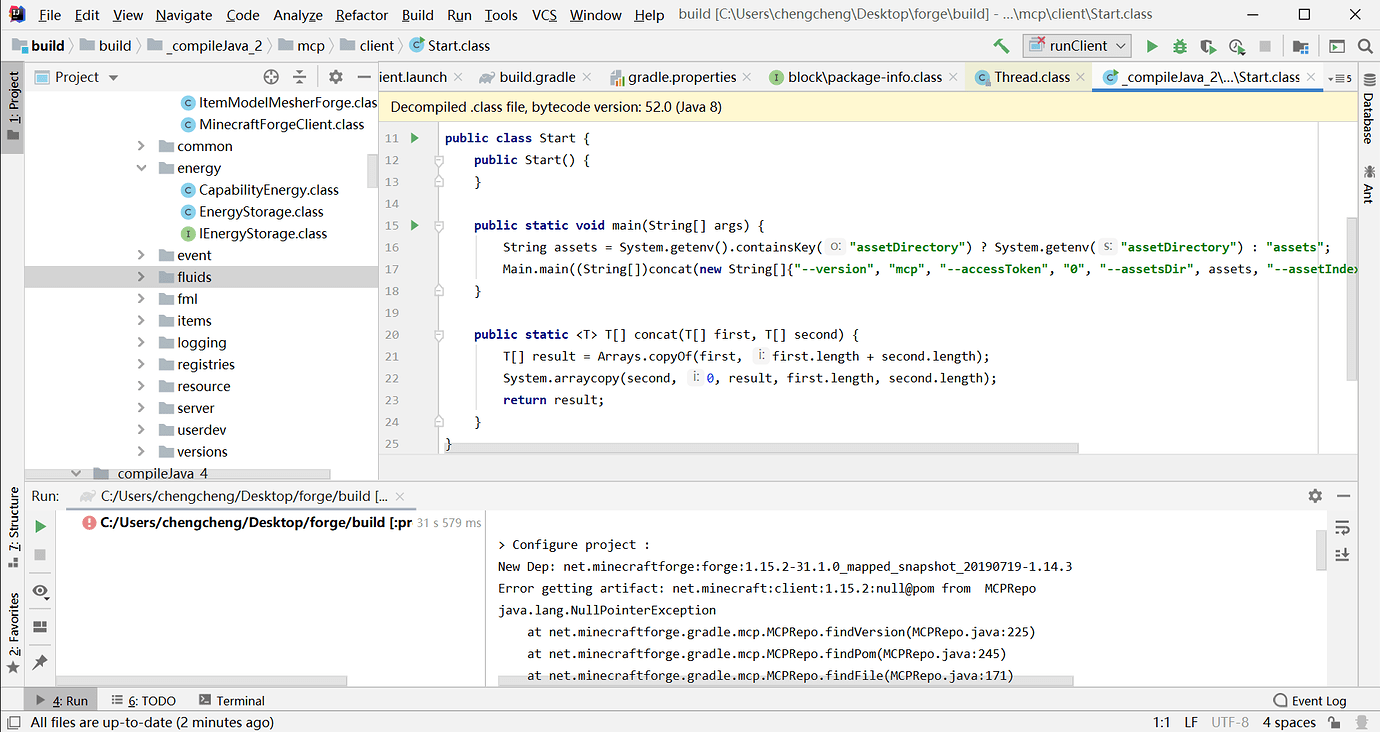 File Edit View Navigate Code Analyze Refactor Build Run Tools VCS Window Help build [C:\Users\chengcheng\Desktop\forge\build] - ...\mcp\client\Start.class
build build _compileJava_2 mcp client Start.class runClient
Project ient.launch build.gradle gradle.properties block\package-info.class Thread.class _compileJava_2\...\Start.class 5
1: Project
Database
Ant
ItemModelMesherForge.clas
MinecraftForgeClient.class
common
energy
CapabilityEnergy.class
EnergyStorage.class
IEnergyStorage.class
event
fluids
fml
items
logging
registries
resource
server
userdev
versions
compileJava_4
Decompiled .class file, bytecode version: 52.0 (Java 8)
11 public class Start {
12 public Start() {
13 }
14
15 public static void main(String[] args) {
16 String assets = System.getenv().containsKey( o: "assetDirectory") ? System.getenv( s: "assetDirectory") : "assets";
17 Main.main((String[])concat(new String[]{"--version", "mcp", "--accessToken", "0", "--assetsDir", assets, "--assetIndex
18 }
19
20 public static <T> T[] concat(T[] first, T[] second) {
21 T[] result = Arrays.copyOf(first, i: first.length + second.length);
22 System.arraycopy(second, i: 0, result, first.length, second.length);
23 return result;
24 }
25 }
7: Structure
2: Favorites
Run: C:/Users/chengcheng/Desktop/forge/build [...
C:/Users/chengcheng/Desktop/forge/build [:pr 31 s 579 ms
> Configure project :
New Dep: net.minecraftforge:forge:1.15.2-31.1.0_mapped_snapshot_20190719-1.14.3
Error getting artifact: net.minecraft:client:1.15.2:null@pom from MCPRepo
java.lang.NullPointerException
at net.minecraftforge.gradle.mcp.MCPRepo.findVersion(MCPRepo.java:225)
at net.minecraftforge.gradle.mcp.MCPRepo.findPom(MCPRepo.java:245)
at net.minecraftforge.gradle.mcp.MCPRepo.findFile(MCPRepo.java:171)
4: Run 6: TODO Terminal Event Log
All files are up-to-date (2 minutes ago) 1:1 LF UTF-8 4 spaces